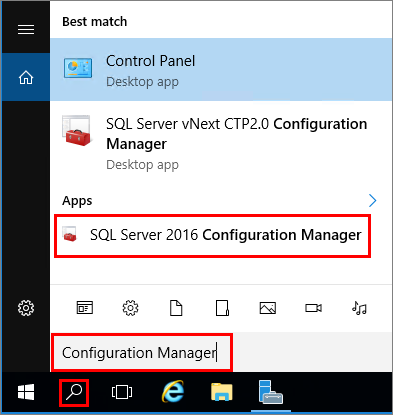 Best match
Control Panel
Desktop app
SQL Server vNext CTP2.0 Configuration
Manager
Desktop app
Apps
SQL Server 2016 Configuration Manager
Configuration Manager